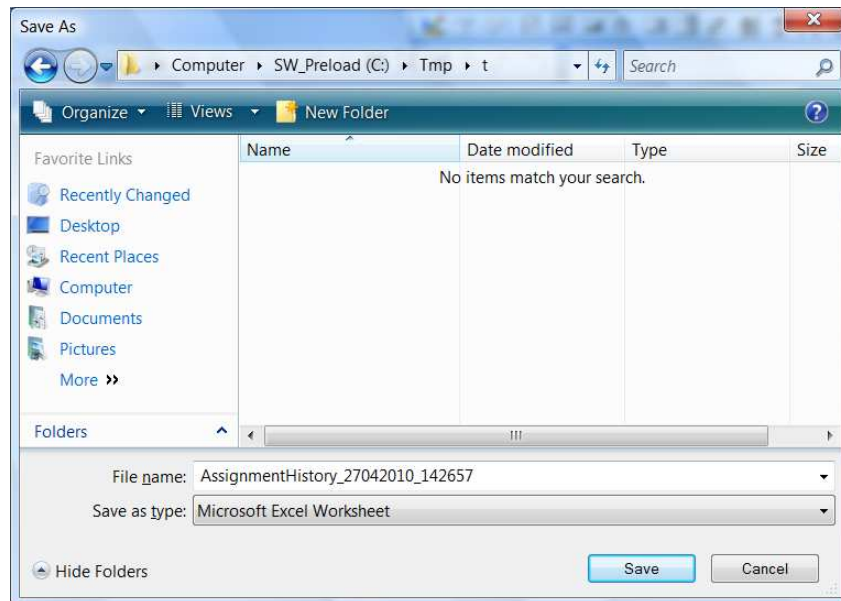 Save As
Computer SW_Preload (C:) Tmp t Search
Organize Views New Folder
Favorite Links
Name Date modified Type Size
No items match your search.
Recently Changed
Desktop
Recent Places
Computer
Documents
Pictures
More
Folders
File name: AssignmentHistory_27042010_142657
Save as type: Microsoft Excel Worksheet
Hide Folders Save Cancel